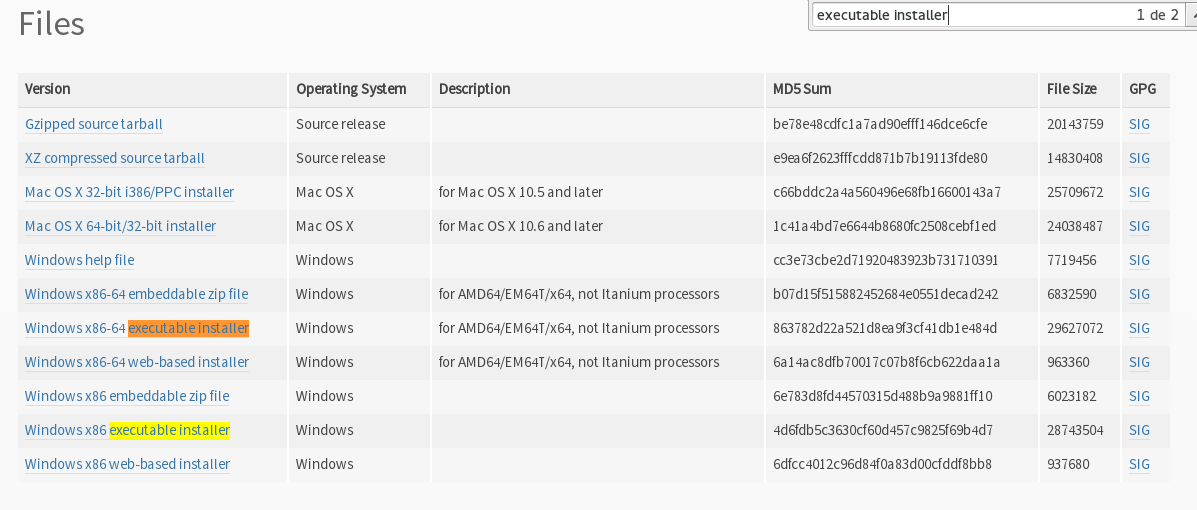 Files
executable installer 1 de 2
Version Operating System Description MD5 Sum File Size GPG
Gzipped source tarball Source release be78e48cdfc1a7ad90efff146dce6cfe 20143759 SIG
XZ compressed source tarball Source release e9ea6f2623fffcdd871b7b19113fde80 14830408 SIG
Mac OS X 32-bit i386/PPC installer Mac OS X for Mac OS X 10.5 and later c66bddc2a4a560496e68fb16600143a7 25709672 SIG
Mac OS X 64-bit/32-bit installer Mac OS X for Mac OS X 10.6 and later 1c41a4bd7e6644b8680fc2508cebf1ed 24038487 SIG
Windows help file Windows cc3e73cbe2d71920483923b731710391 7719456 SIG
Windows x86-64 embeddable zip file Windows for AMD64/EM64T/x64, not Itanium processors b07d15f515882452684e0551decad242 6832590 SIG
Windows x86-64 executable installer Windows for AMD64/EM64T/x64, not Itanium processors 863782d22a521d8ea9f3cf41db1e484d 29627072 SIG
Windows x86-64 web-based installer Windows for AMD64/EM64T/x64, not Itanium processors 6a14ac8dfb70017c07b8f6cb622daa1a 963360 SIG
Windows x86 embeddable zip file Windows 6e783d8fd44570315d488b9a9881ff10 6023182 SIG
Windows x86 executable installer Windows 4d6fdb5c3630cf60d457c9825f69b4d7 28743504 SIG
Windows x86 web-based installer Windows 6dfcc4012c96d84f0a83d00cfddf8bb8 937680 SIG